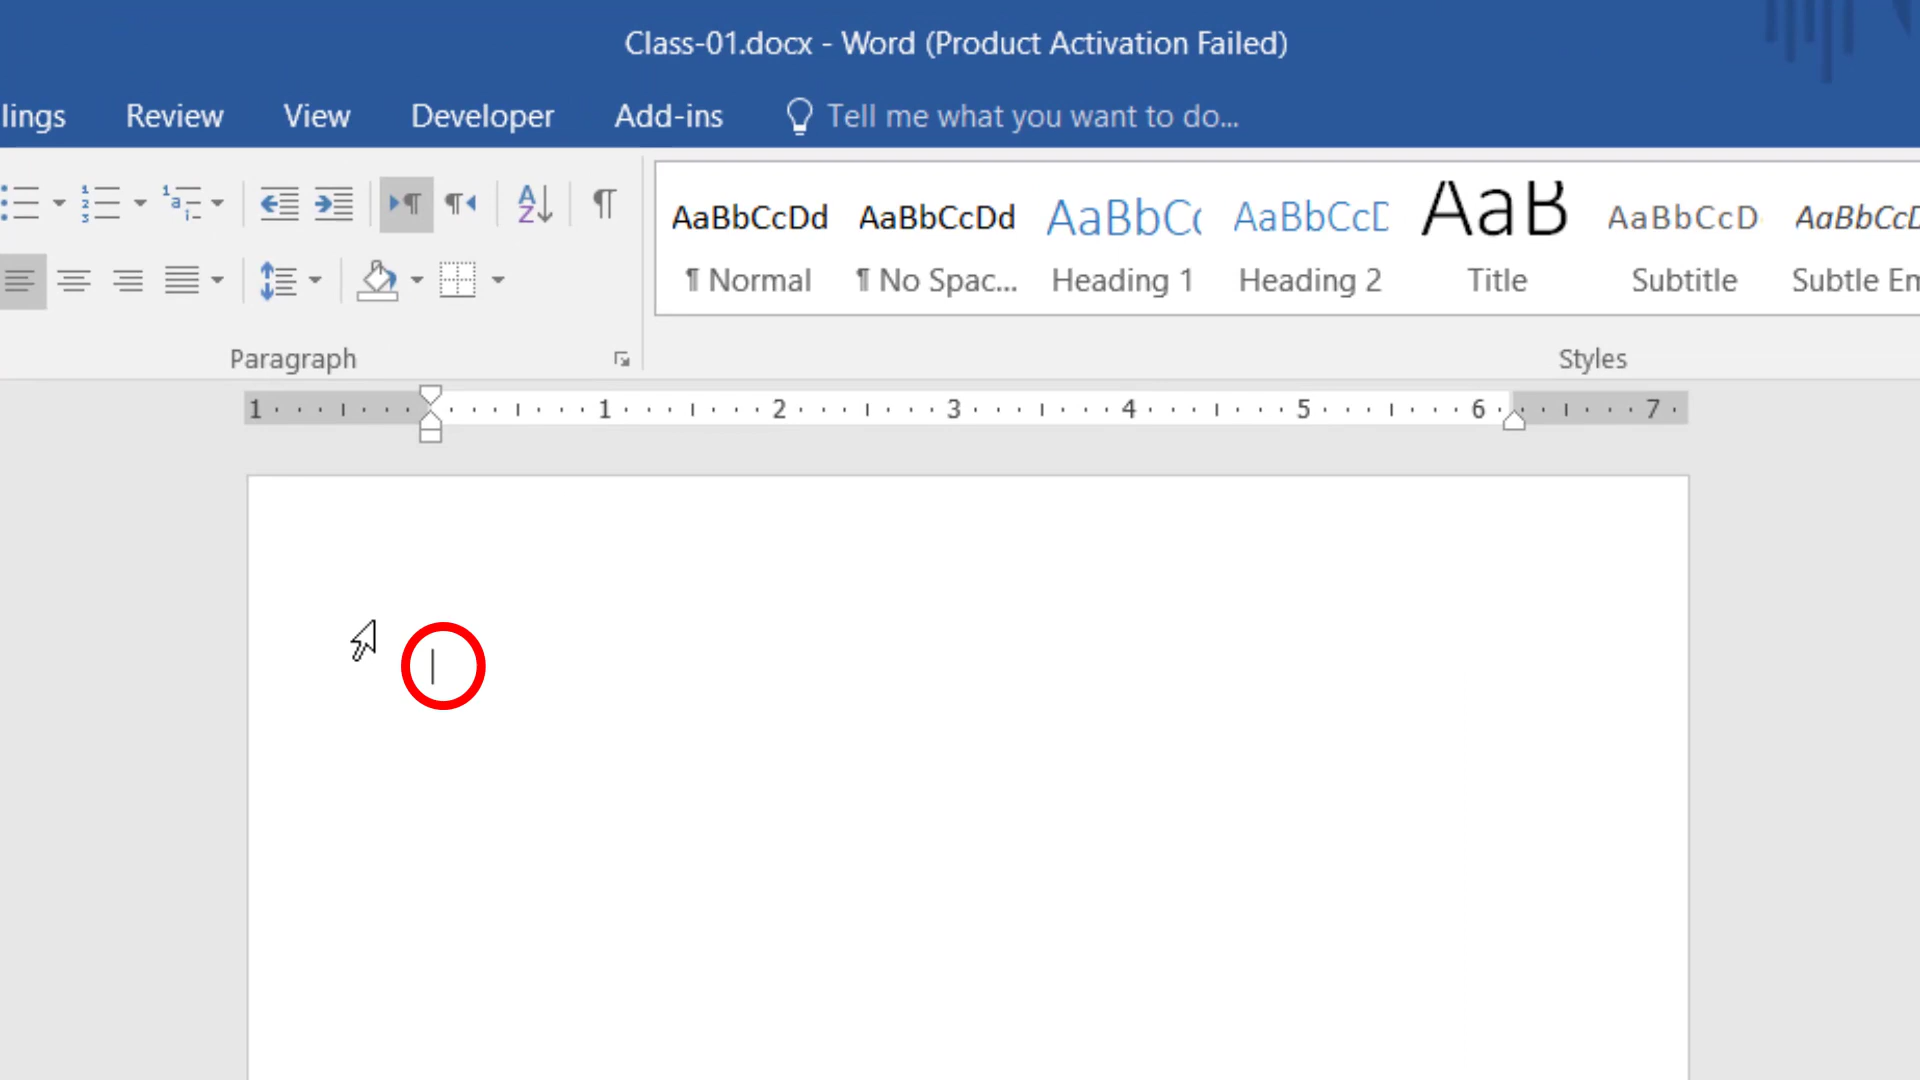 Class-01.docx - Word (Product Activation Failed)
lings Review View Developer Add-ins Tell me what you want to do...
AaBbCcDd AaBbCcDd AaBbCc AaBbCcD AaB AaBbCcD AaBbCcD
¶ Normal ¶ No Spac... Heading 1 Heading 2 Title Subtitle Subtle Em
Paragraph Styles
1 1 2 3 4 5 6 7